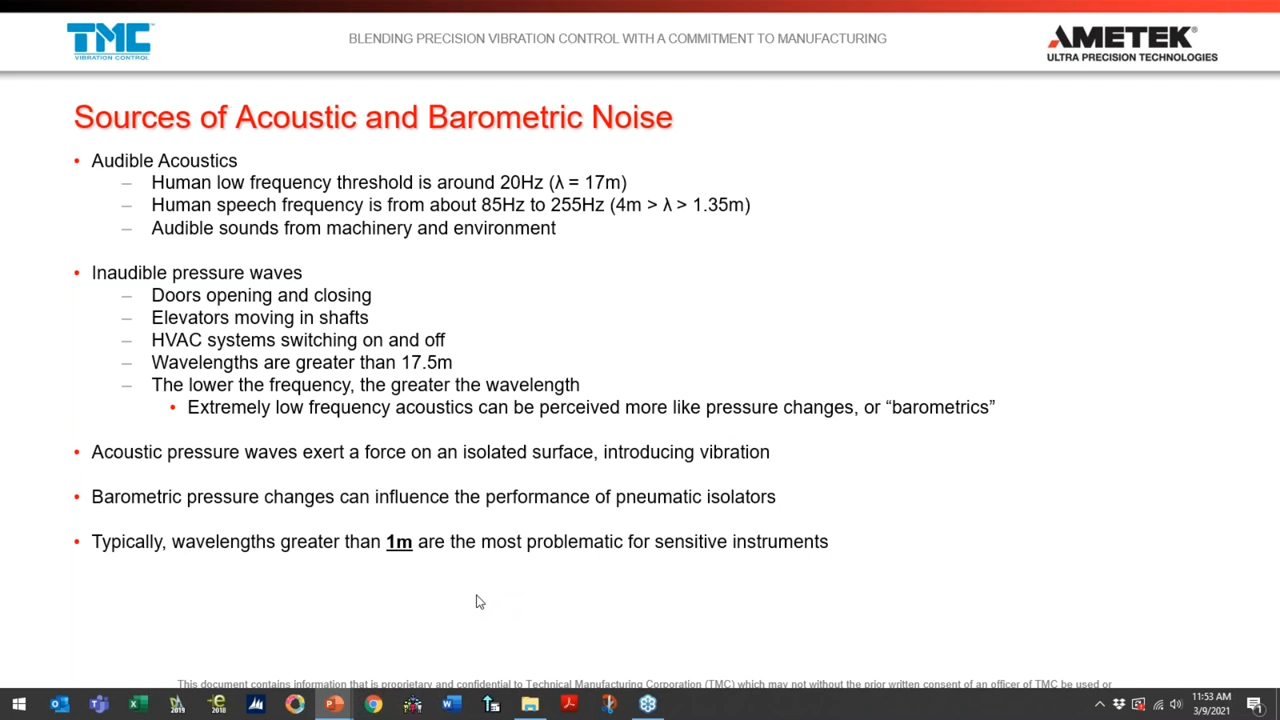 TMC
VIBRATION CONTROL
BLENDING PRECISION VIBRATION CONTROL WITH A COMMITMENT TO MANUFACTURING
AMETEK®
ULTRA PRECISION TECHNOLOGIES
Sources of Acoustic and Barometric Noise
• Audible Acoustics
– Human low frequency threshold is around 20Hz (λ = 17m)
– Human speech frequency is from about 85Hz to 255Hz (4m > λ > 1.35m)
– Audible sounds from machinery and environment
• Inaudible pressure waves
– Doors opening and closing
– Elevators moving in shafts
– HVAC systems switching on and off
– Wavelengths are greater than 17.5m
– The lower the frequency, the greater the wavelength
• Extremely low frequency acoustics can be perceived more like pressure changes, or “barometrics”
• Acoustic pressure waves exert a force on an isolated surface, introducing vibration
• Barometric pressure changes can influence the performance of pneumatic isolators
• Typically, wavelengths greater than 1m are the most problematic for sensitive instruments
This document contains information that is proprietary and confidential to Technical Manufacturing Corporation (TMC) which may not without the prior written consent of an officer of TMC be used or
2019
2018
11:53 AM
3/9/2021